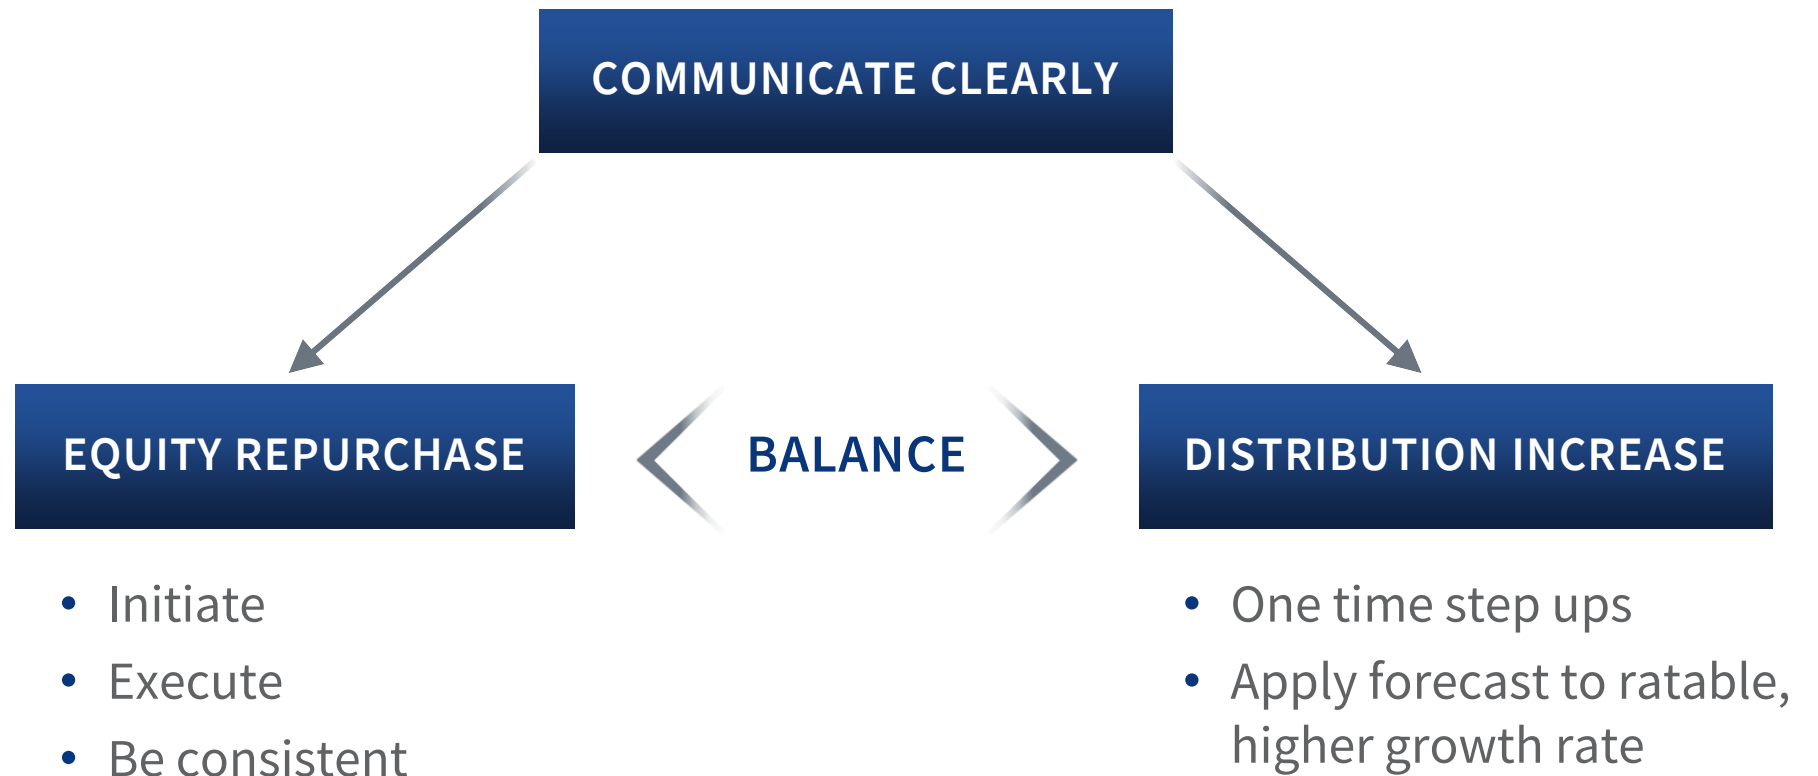 COMMUNICATE CLEARLY
EQUITY REPURCHASE
BALANCE
DISTRIBUTION INCREASE
• Initiate
• Execute
• Be consistent
• One time step ups
• Apply forecast to ratable,
higher growth rate